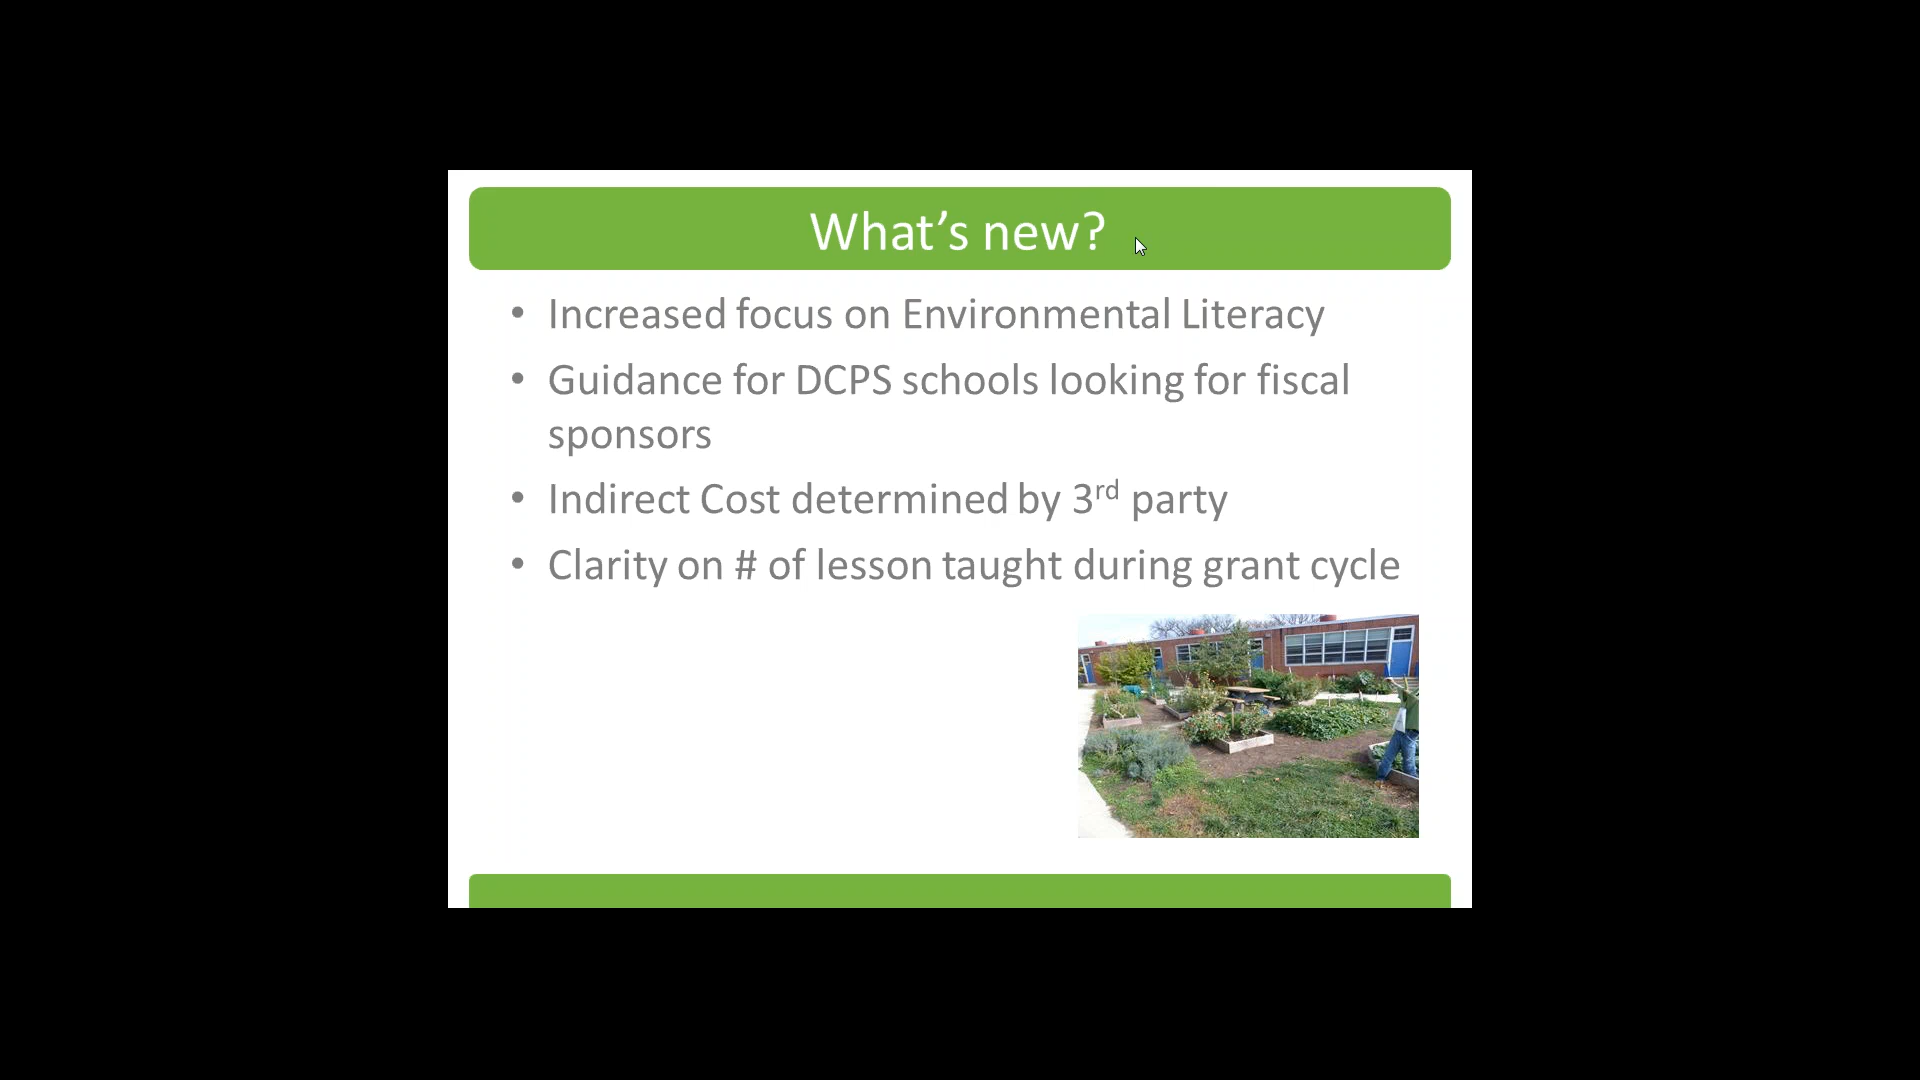 What’s new?
• Increased focus on Environmental Literacy
• Guidance for DCPS schools looking for fiscal
sponsors
• Indirect Cost determined by 3rd party
• Clarity on # of lesson taught during grant cycle